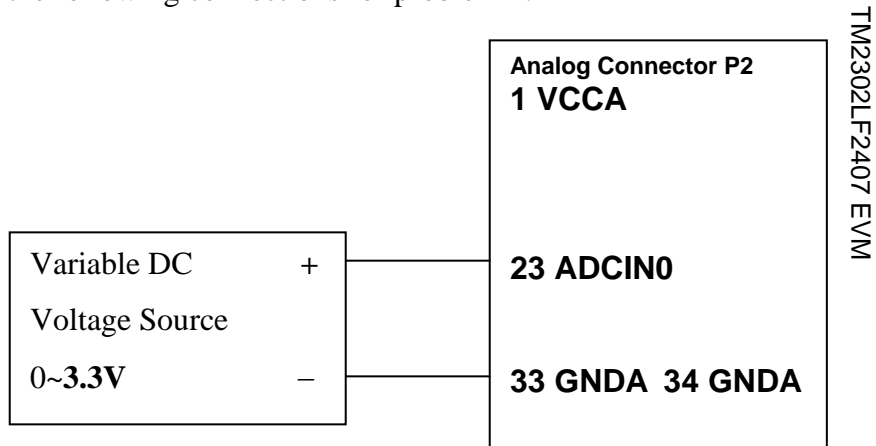 Analog Connector P2
1 VCCA
TM2302LF2407 EVM
Variable DC +
23 ADCIN0
Voltage Source
0~3.3V –
33 GNDA 34 GNDA